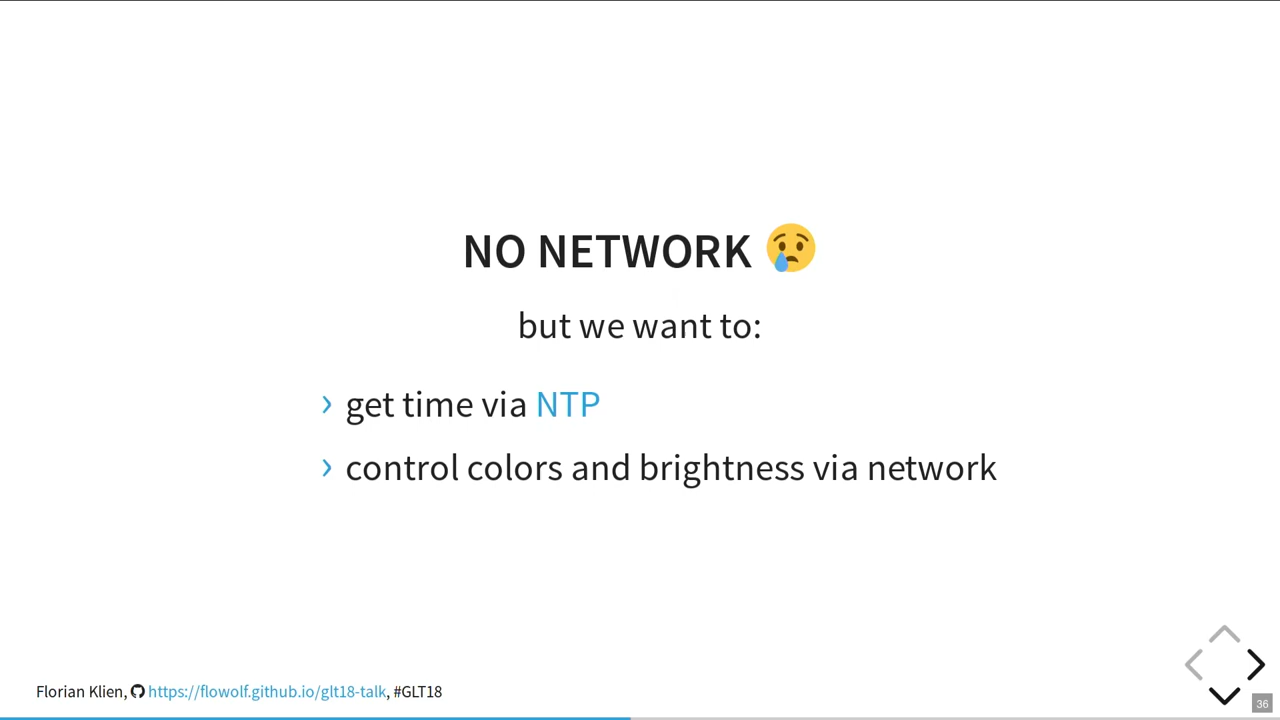 NO NETWORK 😢
but we want to:
› get time via NTP
› control colors and brightness via network
Florian Klien, https://flowolf.github.io/glt18-talk, #GLT18
36